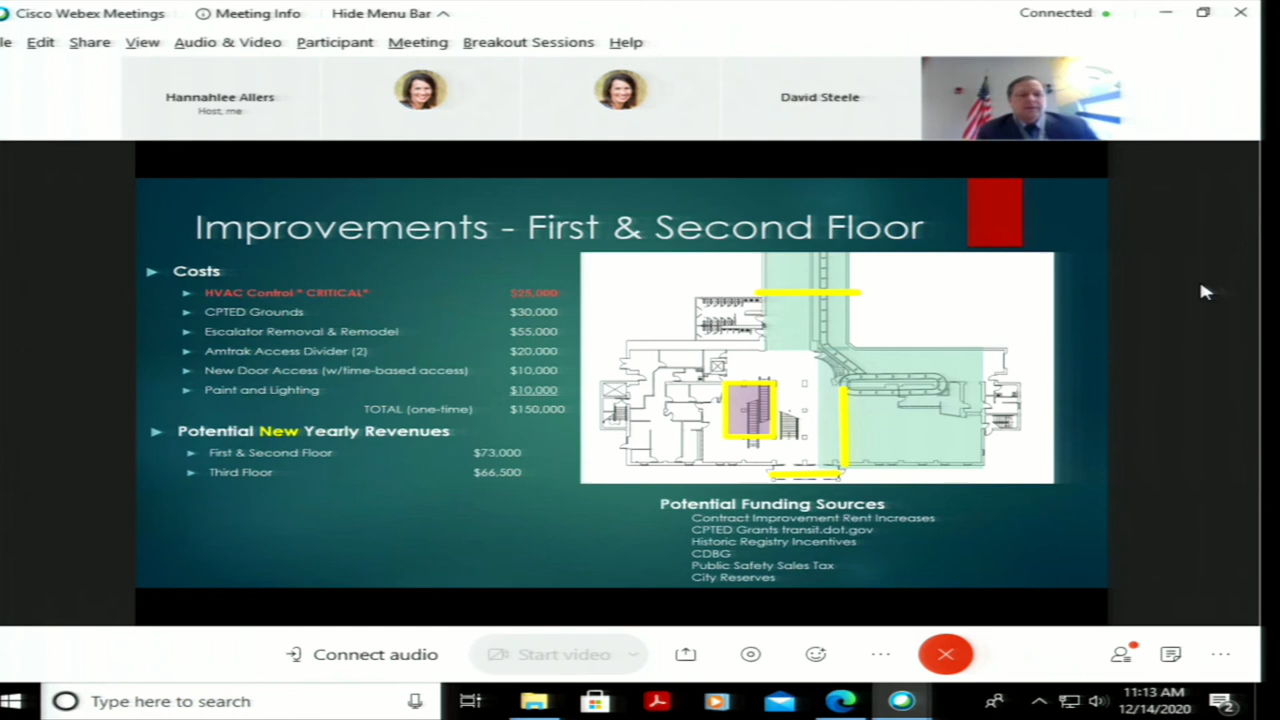 Cisco Webex Meetings
Meeting Info
Hide Menu Bar
Connected
le Edit Share View Audio & Video Participant Meeting Breakout Sessions Help
Hannahlee Allers
Host, me
David Steele
Improvements - First & Second Floor
Costs
HVAC Control * CRITICAL* $25,000
CPTED Grounds $30,000
Escalator Removal & Remodel $55,000
Amtrak Access Divider (2) $20,000
New Door Access (w/time-based access) $10,000
Paint and Lighting $10,000
TOTAL (one-time) $150,000
Potential New Yearly Revenues
First & Second Floor $73,000
Third Floor $66,500
Potential Funding Sources
Contract Improvement Rent Increases
CPTED Grants transit.dot.gov
Historic Registry Incentives
CDBG
Public Safety Sales Tax
City Reserves
Connect audio
Start video
Type here to search
11:13 AM
12/14/2020
2